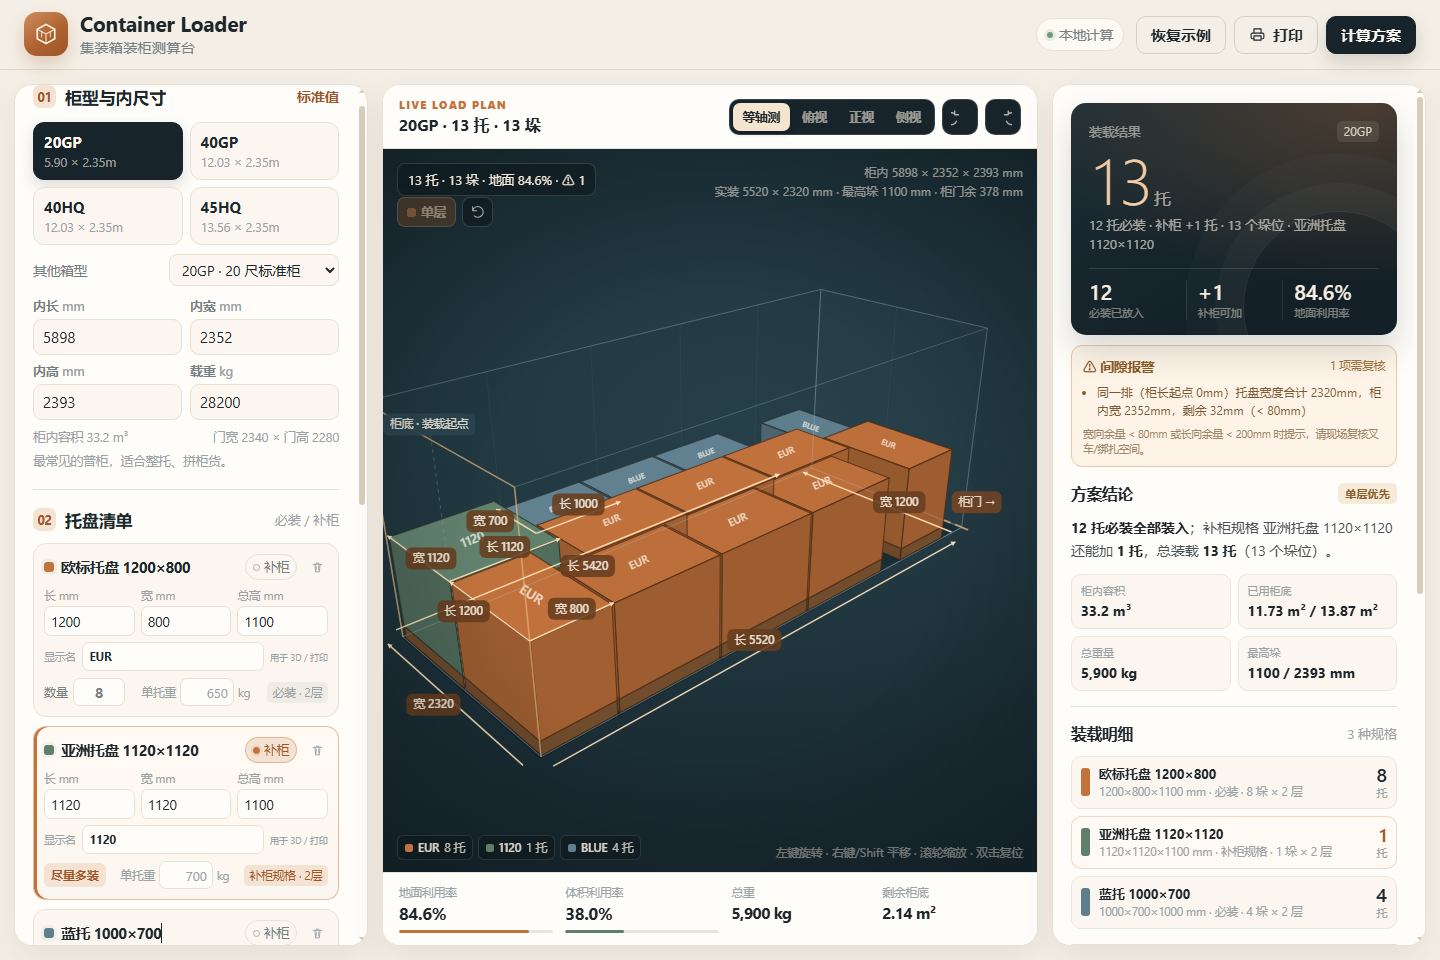 Container Loader
集装箱装柜测算台
本地计算
恢复示例
打印
计算方案
01 柜型与内尺寸 标准值
20GP
5.90 × 2.35m
40GP
12.03 × 2.35m
40HQ
12.03 × 2.35m
45HQ
13.56 × 2.35m
其他箱型
20GP · 20 尺标准柜
内长 mm
内宽 mm
5898
2352
内高 mm
载重 kg
2393
28200
柜内容积 33.2 m³
门宽 2340 × 门高 2280
最常见的普柜，适合整托、拼柜货。
02 托盘清单 必装 / 补柜
欧标托盘 1200×800
补柜
长 mm
宽 mm
总高 mm
1200
800
1100
显示名
EUR
用于 3D / 打印
数量
8
单托重
650
kg
必装 · 2层
亚洲托盘 1120×1120
补柜
长 mm
宽 mm
总高 mm
1120
1120
1100
显示名
1120
用于 3D / 打印
尽量多装
单托重
700
kg
补柜规格 · 2层
蓝托 1000×700
补柜
LIVE LOAD PLAN
20GP · 13 托 · 13 垛
等轴测
俯视
正视
侧视
13 托 · 13 垛 · 地面 84.6% · ⚠ 1
单层
柜内 5898 × 2352 × 2393 mm
实装 5520 × 2320 mm · 最高垛 1100 mm · 柜门余 378 mm
柜底 · 装载起点
BLUE
EUR
BLUE
EUR
BLUE
EUR
EUR
长 1000
宽 1200
柜门 →
宽 700
EUR
EUR
1120
长 1120
宽 1120
长 5420
EUR
EUR
长 1200
宽 800
长 5520
宽 2320
EUR 8 托
1120 1 托
BLUE 4 托
左键旋转 · 右键/Shift 平移 · 滚轮缩放 · 双击复位
地面利用率
84.6%
体积利用率
38.0%
总重
5,900 kg
剩余柜底
2.14 m²
装载结果
20GP
13 托
12 托必装 · 补柜 +1 托 · 13 个垛位 · 亚洲托盘
1120×1120
12
必装已放入
+1
补柜可加
84.6%
地面利用率
间隙报警
1 项需复核
同一排（柜长起点 0mm）托盘宽度合计 2320mm，柜
内宽 2352mm，剩余 32mm（< 80mm）
宽向余量 < 80mm 或长向余量 < 200mm 时提示，请现场复核叉
车/绑扎空间。
方案结论
单层优先
12 托必装全部装入；补柜规格 亚洲托盘 1120×1120
还能加 1 托，总装载 13 托（13 个垛位）。
柜内容积
33.2 m³
已用柜底
11.73 m² / 13.87 m²
总重量
5,900 kg
最高垛
1100 / 2393 mm
装载明细
3 种规格
欧标托盘 1200×800
1200×800×1100 mm · 必装 · 8 垛 × 2 层
8
托
亚洲托盘 1120×1120
1120×1120×1100 mm · 补柜规格 · 1 垛 × 2 层
1
托
蓝托 1000×700
1000×700×1000 mm · 必装 · 4 垛 × 2 层
4
托